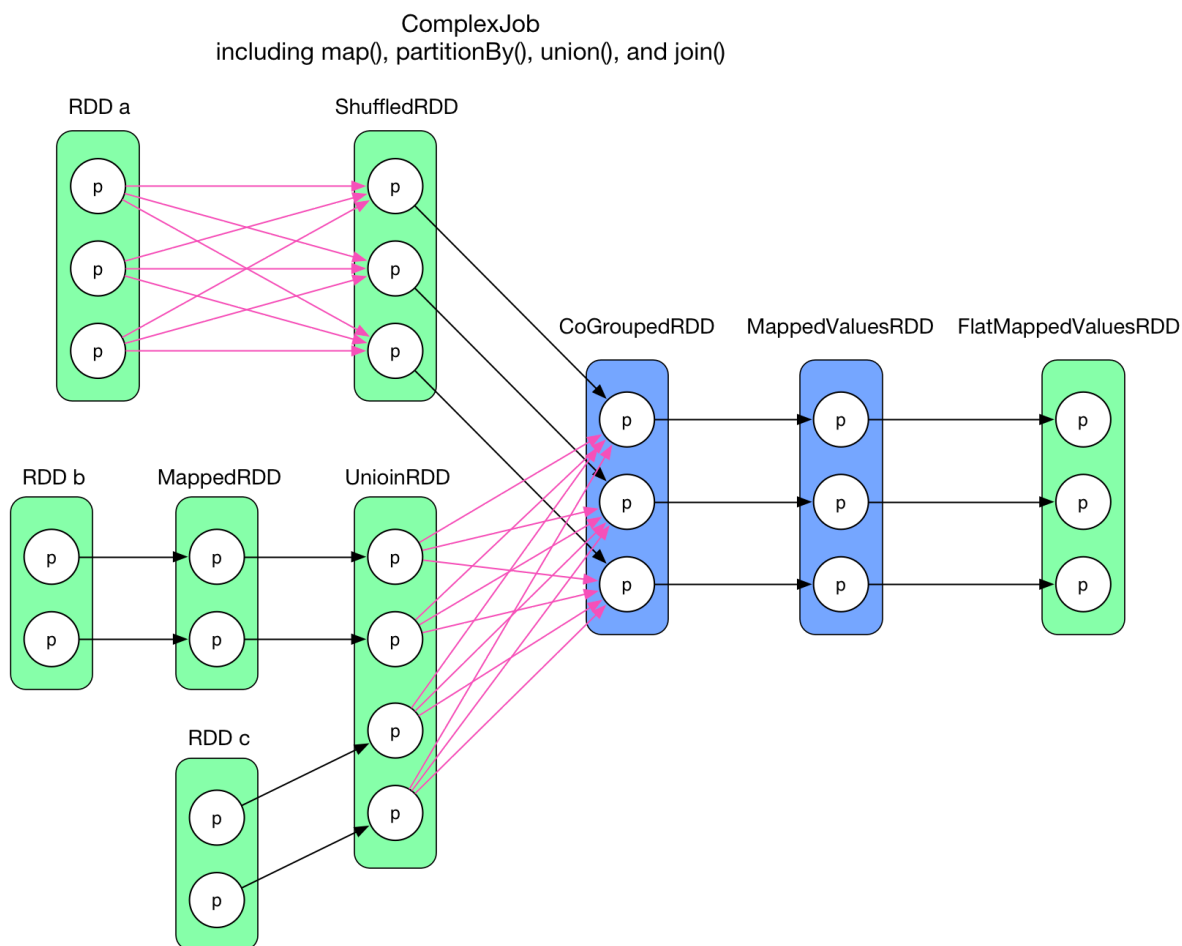 ComplexJob
including map(), partitionBy(), union(), and join()
RDD a
ShuffledRDD
p
p
p
p
p
p
CoGroupedRDD
MappedValuesRDD
FlatMappedValuesRDD
p
p
p
p
p
p
p
p
p
RDD b
MappedRDD
UnioinRDD
p
p
p
p
p
p
p
p
RDD c
p
p